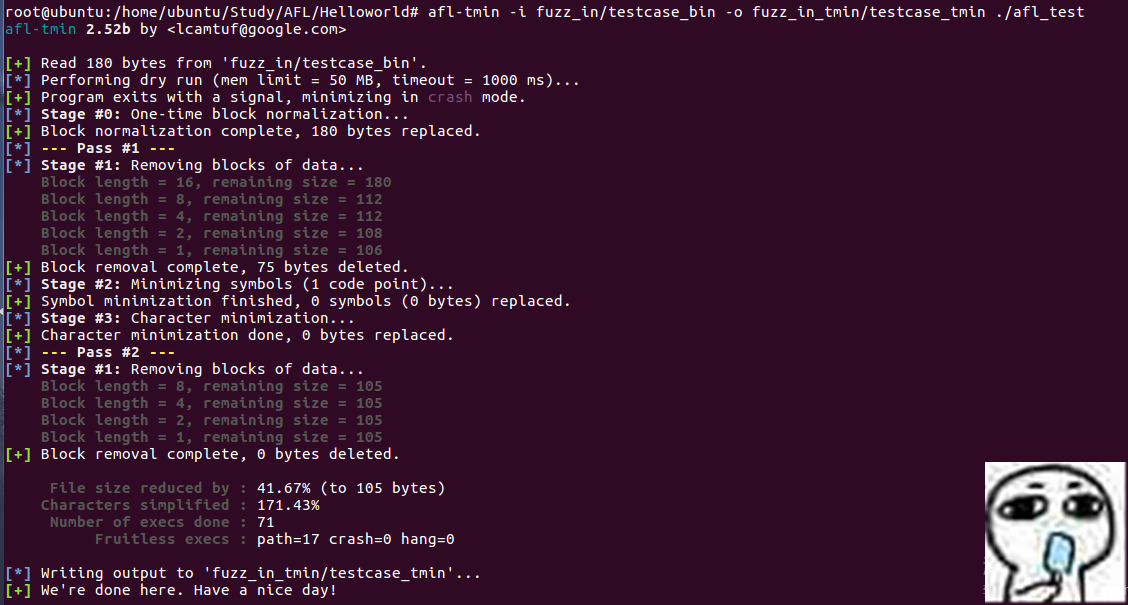 root@ubuntu:/home/ubuntu/Study/AFL/Helloworld# afl-tmin -i fuzz_in/testcase_bin -o fuzz_in_tmin/testcase_tmin ./afl_test
afl-tmin 2.52b by <lcamtuf@google.com>
[+] Read 180 bytes from 'fuzz_in/testcase_bin'.
[*] Performing dry run (mem limit = 50 MB, timeout = 1000 ms)...
[+] Program exits with a signal, minimizing in crash mode.
[*] Stage #0: One-time block normalization...
[+] Block normalization complete, 180 bytes replaced.
[*] --- Pass #1 ---
[*] Stage #1: Removing blocks of data...
Block length = 16, remaining size = 180
Block length = 8, remaining size = 112
Block length = 4, remaining size = 112
Block length = 2, remaining size = 108
Block length = 1, remaining size = 106
[+] Block removal complete, 75 bytes deleted.
[*] Stage #2: Minimizing symbols (1 code point)...
[+] Symbol minimization finished, 0 symbols (0 bytes) replaced.
[*] Stage #3: Character minimization...
[+] Character minimization done, 0 bytes replaced.
[*] --- Pass #2 ---
[*] Stage #1: Removing blocks of data...
Block length = 8, remaining size = 105
Block length = 4, remaining size = 105
Block length = 2, remaining size = 105
Block length = 1, remaining size = 105
[+] Block removal complete, 0 bytes deleted.
File size reduced by : 41.67% (to 105 bytes)
Characters simplified : 171.43%
Number of execs done : 71
Fruitless execs : path=17 crash=0 hang=0
[*] Writing output to 'fuzz_in_tmin/testcase_tmin'...
[+] We're done here. Have a nice day!